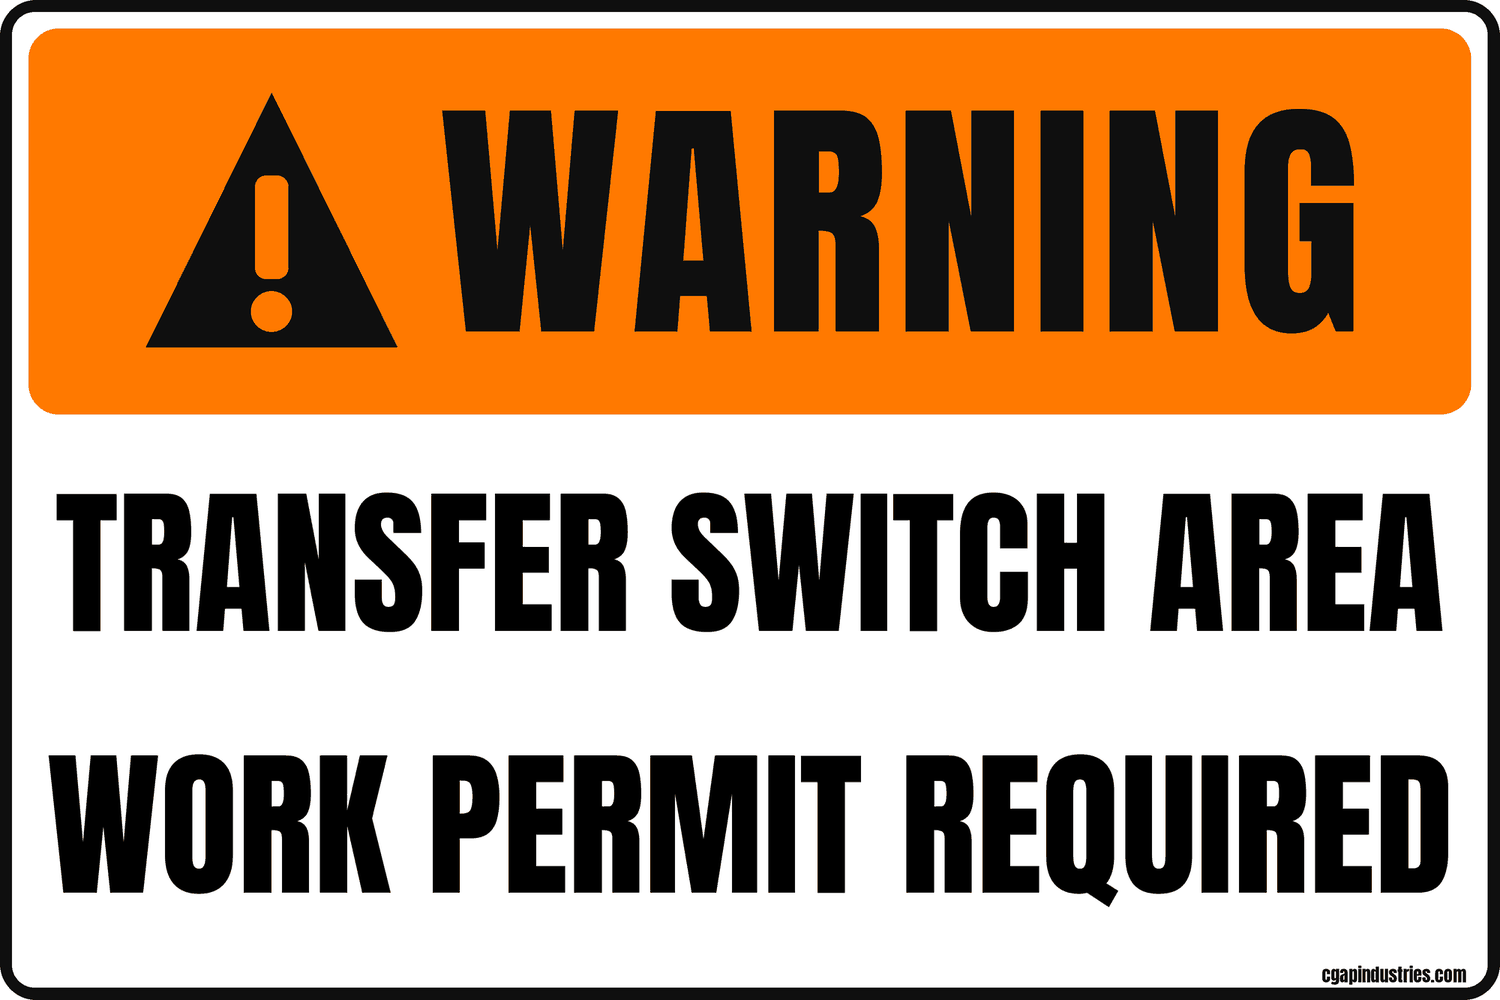 WARNING
TRANSFER SWITCH AREA
WORK PERMIT REQUIRED
cgapindustries.com